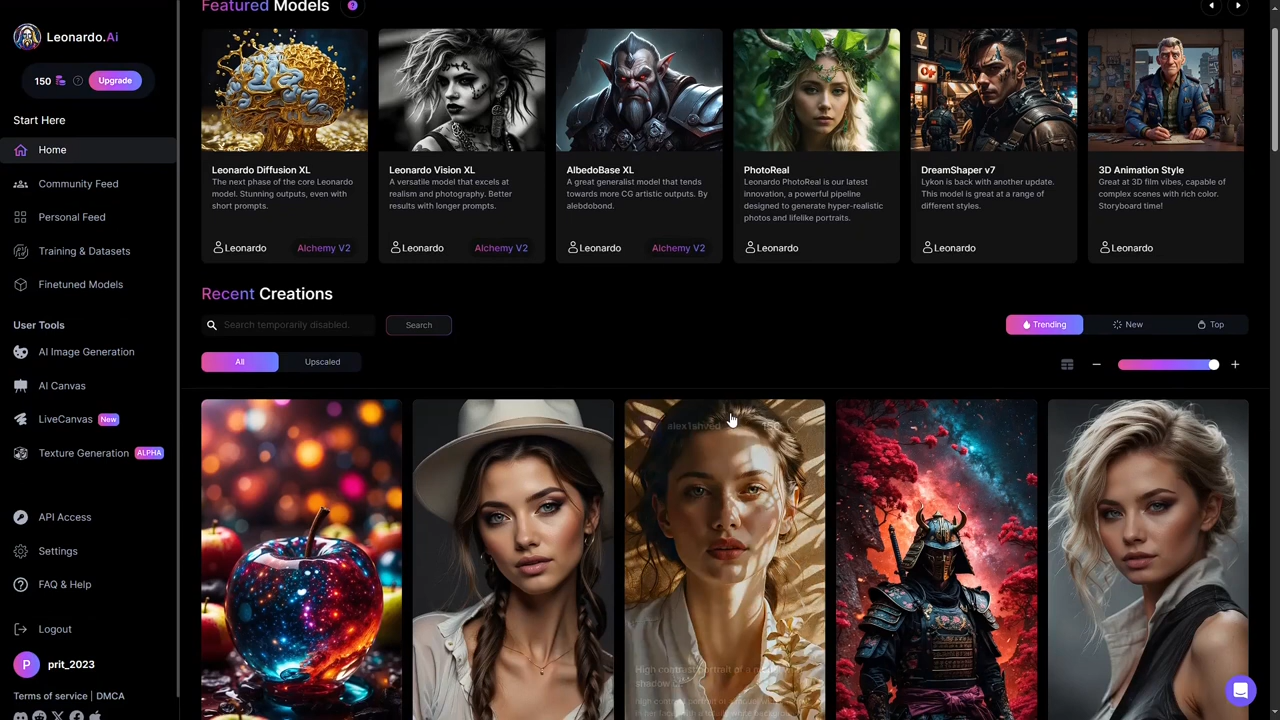 Leonardo.Ai
150
Upgrade
Start Here
Home
Community Feed
Personal Feed
Training & Datasets
Finetuned Models
User Tools
AI Image Generation
AI Canvas
LiveCanvas New
Texture Generation ALPHA
API Access
Settings
FAQ & Help
Logout
P prit_2023
Terms of service | DMCA
Featured Models
Leonardo Diffusion XL
The next phase of the core Leonardo
model. Stunning outputs, even with
short prompts.
Leonardo Alchemy V2
Leonardo Vision XL
A versatile model that excels at
realism and photography. Better
results with longer prompts.
Leonardo Alchemy V2
AlbedoBase XL
A great generalist model that tends
towards more CG artistic outputs. By
alebdobond.
Leonardo Alchemy V2
PhotoReal
Leonardo PhotoReal is our latest
innovation, a powerful pipeline
designed to generate hyper-realistic
photos and lifelike portraits.
Leonardo
DreamShaper v7
Lykon is back with another update.
This model is great at a range of
different styles.
Leonardo
3D Animation Style
Great at 3D film vibes, capable of
complex scenes with rich color.
Storyboard time!
Leonardo
Recent Creations
Search temporarily disabled.
Search
Trending
New
Top
All
Upscaled
alex1shved
High contrast portrait of a
shadow